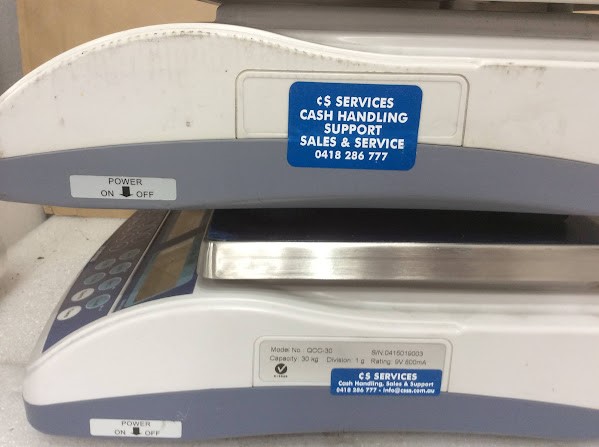 ¢$ SERVICES
CASH HANDLING
SUPPORT
SALES & SERVICE
0418 286 777
POWER
ON OFF
Model No QCC-30 S/N:0415019003
Capacity 30 kg Division: 1 g Rating: 9V 800mA
¢$ SERVICES
Cash Handling, Sales & Support
0418 286 777 - info@csss.com.au
POWER
ON OFF